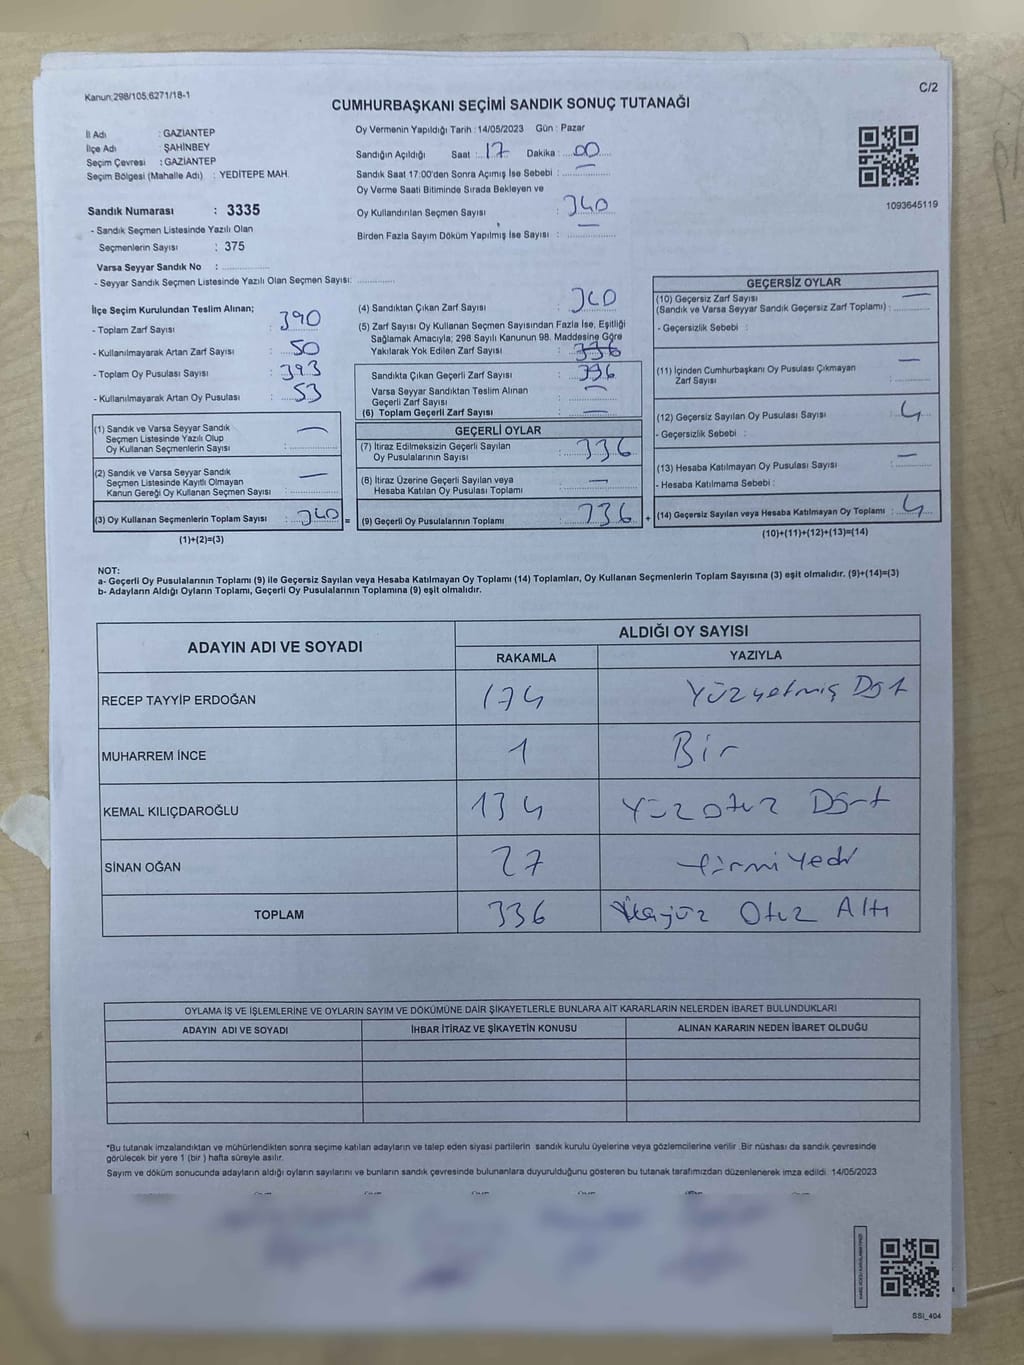 Kanun:298/105,6271/18-1
C/2
CUMHURBAŞKANI SEÇİMİ SANDIK SONUÇ TUTANAĞI
İl Adı : GAZİANTEP
İlçe Adı : ŞAHİNBEY
Seçim Çevresi : GAZİANTEP
Seçim Bölgesi (Mahalle Adı) : YEDİTEPE MAH.
Sandık Numarası : 3335
- Sandık Seçmen Listesinde Yazılı Olan
Seçmenlerin Sayısı : 375
Varsa Seyyar Sandık No :
- Seyyar Sandık Seçmen Listesinde Yazılı Olan Seçmen Sayısı:
Oy Vermenin Yapıldığı Tarih : 14/05/2023 Gün : Pazar
Sandığın Açıldığı Saat : 17 Dakika : 00
Sandık Saat 17:00'den Sonra Açımış İse Sebebi : —
Oy Verme Saati Bitiminde Sırada Bekleyen ve
Oy Kullandırılan Seçmen Sayısı : 340
Birden Fazla Sayım Döküm Yapılmış İse Sayısı : —
1093645119
İlçe Seçim Kurulundan Teslim Alınan;
- Toplam Zarf Sayısı : 390
- Kullanılmayarak Artan Zarf Sayısı : 50
- Toplam Oy Pusulası Sayısı : 393
- Kullanılmayarak Artan Oy Pusulası : 53
(1) Sandık ve Varsa Seyyar Sandık —
Seçmen Listesinde Yazılı Olup
Oy Kullanan Seçmenlerin Sayısı :
(2) Sandık ve Varsa Seyyar Sandık —
Seçmen Listesinde Kayıtlı Olmayan
Kanun Gereği Oy Kullanan Seçmen Sayısı :
(3) Oy Kullanan Seçmenlerin Toplam Sayısı : 340 =
(1)+(2)=(3)
(4) Sandıktan Çıkan Zarf Sayısı : 340
(5) Zarf Sayısı Oy Kullanan Seçmen Sayısından Fazla İse, Eşitliği
Sağlamak Amacıyla; 298 Sayılı Kanunun 98. Maddesine Göre
Yakılarak Yok Edilen Zarf Sayısı : 336
Sandıkta Çıkan Geçerli Zarf Sayısı : 336
Varsa Seyyar Sandıktan Teslim Alınan
Geçerli Zarf Sayısı : —
(6) Toplam Geçerli Zarf Sayısı : —
GEÇERLİ OYLAR
(7) İtiraz Edilmeksizin Geçerli Sayılan
Oy Pusulalarının Sayısı : 336
(8) İtiraz Üzerine Geçerli Sayılan veya
Hesaba Katılan Oy Pusulası Toplamı : —
(9) Geçerli Oy Pusulalarının Toplamı : 336 +
GEÇERSİZ OYLAR
(10) Geçersiz Zarf Sayısı —
(Sandık ve Varsa Seyyar Sandık Geçersiz Zarf Toplamı) :
- Geçersizlik Sebebi :
(11) İçinden Cumhurbaşkanı Oy Pusulası Çıkmayan —
Zarf Sayısı :
(12) Geçersiz Sayılan Oy Pusulası Sayısı : 4
- Geçersizlik Sebebi :
(13) Hesaba Katılmayan Oy Pusulası Sayısı : —
- Hesaba Katılmama Sebebi :
(14) Geçersiz Sayılan veya Hesaba Katılmayan Oy Toplamı : 4
(10)+(11)+(12)+(13)=(14)
NOT:
a- Geçerli Oy Pusulalarının Toplamı (9) ile Geçersiz Sayılan veya Hesaba Katılmayan Oy Toplamı (14) Toplamları, Oy Kullanan Seçmenlerin Toplam Sayısına (3) eşit olmalıdır. (9)+(14)=(3)
b- Adayların Aldığı Oyların Toplamı, Geçerli Oy Pusulalarının Toplamına (9) eşit olmalıdır.
ADAYIN ADI VE SOYADI
ALDIĞI OY SAYISI
RAKAMLA YAZIYLA
RECEP TAYYİP ERDOĞAN 174 Yüzyetmiş Dört
MUHARREM İNCE 1 Bir
KEMAL KILIÇDAROĞLU 134 Yüz otuz Dört
SİNAN OĞAN 27 Yirmi Yedi
TOPLAM 336 Otuz Altı
OYLAMA İŞ VE İŞLEMLERİNE VE OYLARIN SAYIM VE DÖKÜMÜNE DAİR ŞİKAYETLERLE BUNLARA AİT KARARLARIN NELERDEN İBARET BULUNDUKLARI
ADAYIN ADI VE SOYADI İHBAR İTİRAZ VE ŞİKAYETİN KONUSU ALINAN KARARIN NEDEN İBARET OLDUĞU
*Bu tutanak imzalandıktan ve mühürlendikten sonra seçime katılan adayların ve talep eden siyasi partilerin sandık kurulu üyelerine veya gözlemcilerine verilir .Bir nüshası da sandık çevresinde
görülecek bir yere 1 (bir ) hafta süreyle asılır.
Sayım ve döküm sonucunda adayların aldığı oyların sayılarını ve bunların sandık çevresinde bulunanlara duyurulduğunu gösteren bu tutanak tarafımızdan düzenlenerek imza edildi. 14/05/2023
SSI_404